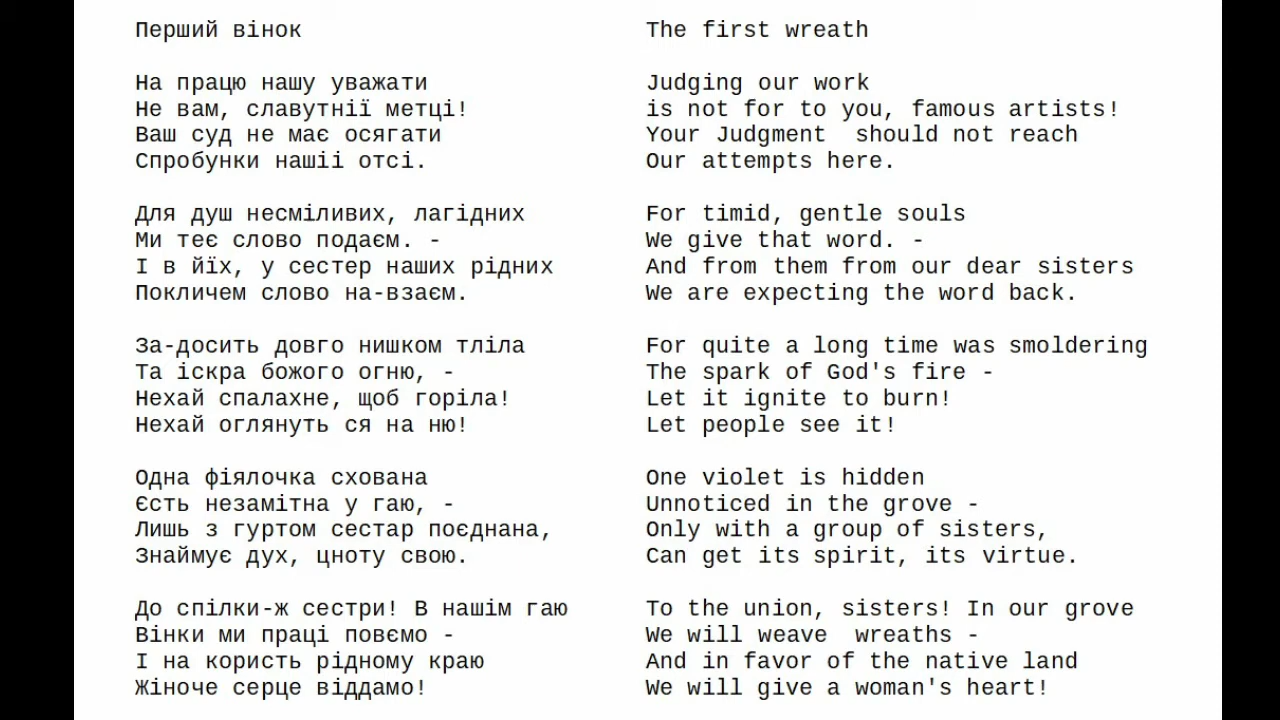 Перший вінок

На працю нашу уважати
Не вам, славутнії метці!
Ваш суд не має осягати
Спробунки нашіі отсі.

Для душ несміливих, лагідних
Ми теє слово подаєм. -
І в йїх, у сестер наших рідних
Покличем слово на-взаєм.

За-досить довго нишком тліла
Та іскра божого огню, -
Нехай спалахне, щоб горіла!
Нехай оглянуть ся на ню!

Одна фіялочка схована
Єсть незамітна у гаю, -
Лишь з гуртом сестар поєднана,
Знаймує дух, цноту свою.

До спілки-ж сестри! В нашім гаю
Вінки ми праці повємо -
І на користь рідному краю
Жіноче серце віддамо!

The first wreath

Judging our work
is not for to you, famous artists!
Your Judgment  should not reach
Our attempts here.

For timid, gentle souls
We give that word. -
And from them from our dear sisters
We are expecting the word back.

For quite a long time was smoldering
The spark of God's fire -
Let it ignite to burn!
Let people see it!

One violet is hidden
Unnoticed in the grove -
Only with a group of sisters,
Can get its spirit, its virtue.

To the union, sisters! In our grove
We will weave  wreaths -
And in favor of the native land
We will give a woman's heart!